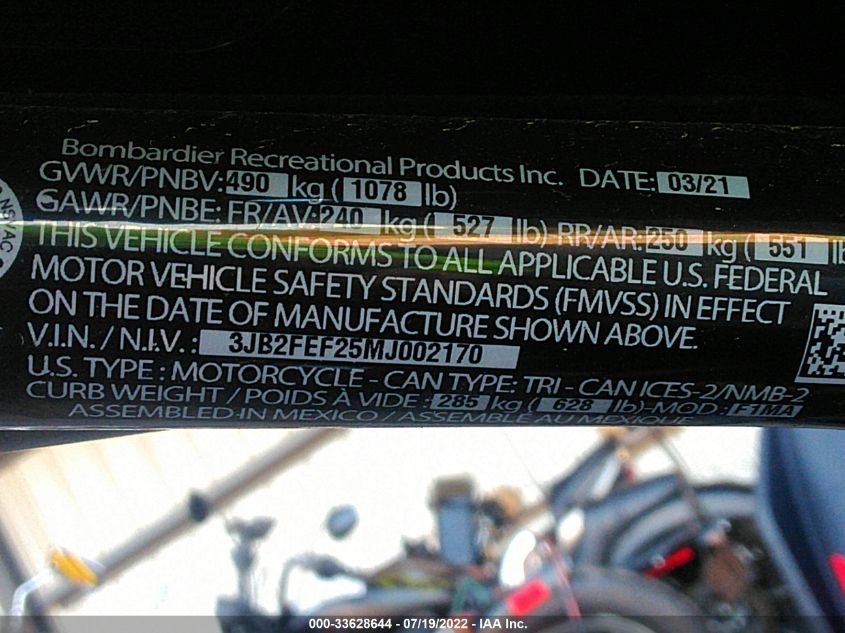 Bombardier Recreational Products Inc. DATE: 03/21
GVWR/PNBV: 490 kg ( 1078 lb)
GAWR/PNBE: FR/AV: 240 kg ( 527 lb) RR/AR: 250 kg ( 551 lb
THIS VEHICLE CONFORMS TO ALL APPLICABLE U.S. FEDERAL
MOTOR VEHICLE SAFETY STANDARDS (FMVSS) IN EFFECT
ON THE DATE OF MANUFACTURE SHOWN ABOVE.
V.I.N. / N.I.V. : 3JB2FEF25MJ002170
U.S. TYPE : MOTORCYCLE - CAN TYPE: TRI - CAN ICES-2/NMB-2
CURB WEIGHT / POIDS À VIDE : 285 kg ( 628 lb)-MOD : F1MA
ASSEMBLED IN MEXICO / ASSEMBLÉ AU MEXIQUE
000-33628644 - 07/19/2022 - IAA Inc.